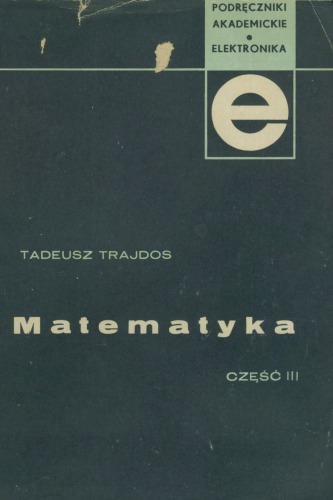 PODRĘCZNIKI
AKADEMICKIE
• ELEKTRONIKA
e
TADEUSZ TRAJDOS
Matematyka
CZĘŚĆ III